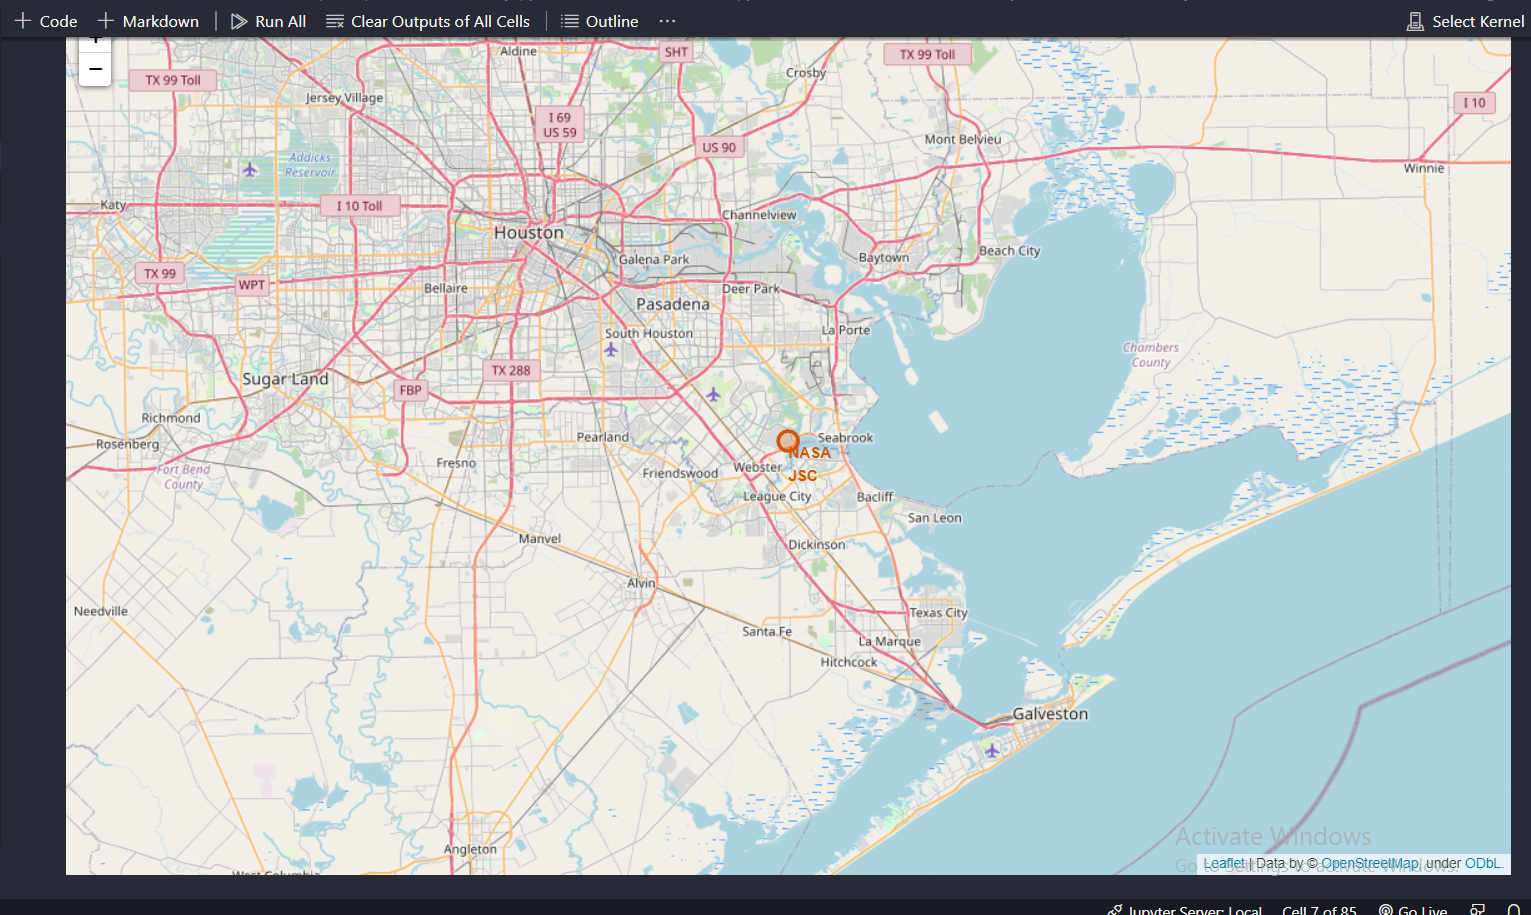 Code
Markdown
Run All
Clear Outputs of All Cells
Outline
Select Kernel
+
−
TX 99 Toll
Aldine
SHT
TX 99 Toll
Crosby
Jersey Village
I 69
US 59
I 10
US 90
Mont Belvieu
Addicks
Reservoir
Winnie
Katy
I 10 Toll
Channelview
Houston
Beach City
Galena Park
Baytown
TX 99
WPT
Bellaire
Deer Park
Pasadena
South Houston
La Porte
Chambers
County
TX 288
Sugar Land
FBP
Richmond
Rosenberg
Pearland
Seabrook
NASA
JSC
Fresno
Fort Bend
County
Friendswood
Webster
League City
Bacliff
San Leon
Manvel
Dickinson
Alvin
Needville
Texas City
Santa Fe
La Marque
Hitchcock
Galveston
Angleton
West Columbia
Activate Windows
Go to Settings to activate Windows.
Leaflet | Data by © OpenStreetMap, under ODbL.
Jupyter Server: Local
Cell 7 of 85
Go Live